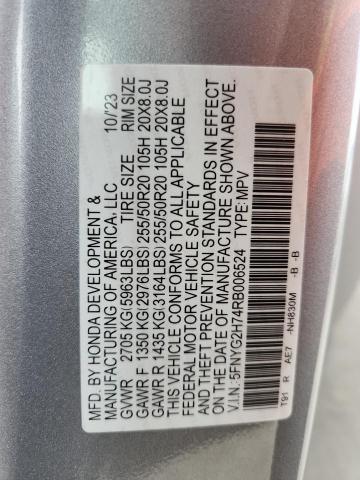 MFD. BY HONDA DEVELOPMENT &
MANUFACTURING OF AMERICA, LLC 10/23
GVWR 2705 KG(5963LBS) TIRE SIZE RIM SIZE
GAWR F 1350 KG(2976LBS) 255/50R20 105H 20X8.0J
GAWR R 1435 KG(3164LBS) 255/50R20 105H 20X8.0J
THIS VEHICLE CONFORMS TO ALL APPLICABLE
FEDERAL MOTOR VEHICLE SAFETY
THEFT PREVENTION STANDARDS IN EFFECT
ON THE DATE OF MANUFACTURE SHOWN ABOVE.
V.I.N.:5FNYG2H74RB006524 TYPE:MPV
T91 R AE7 -NH830M -B -B